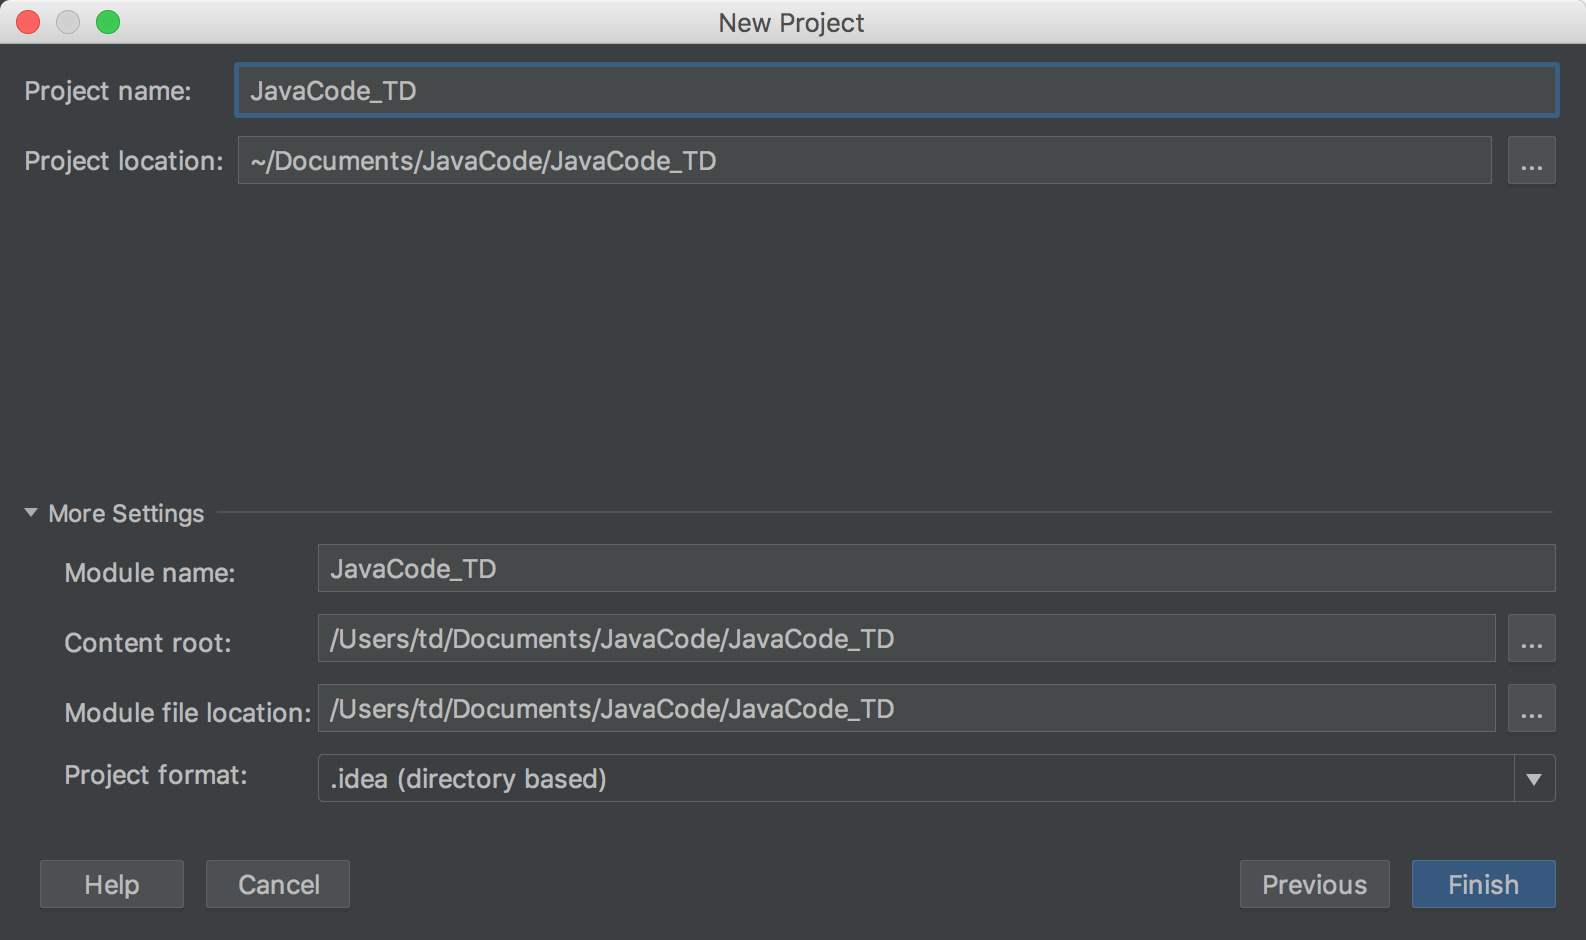 New Project
Project name: JavaCode_TD
Project location: ~/Documents/JavaCode/JavaCode_TD ...
More Settings
Module name: JavaCode_TD
Content root: /Users/td/Documents/JavaCode/JavaCode_TD ...
Module file location: /Users/td/Documents/JavaCode/JavaCode_TD ...
Project format: .idea (directory based)
Help Cancel Previous Finish